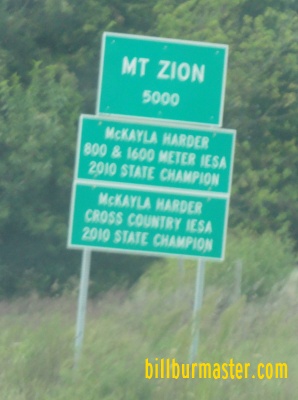 MT ZION
5000
McKAYLA HARDER
800 & 1600 METER IESA
2010 STATE CHAMPION
McKAYLA HARDER
CROSS COUNTRY IESA
2010 STATE CHAMPION
billburmaster.com